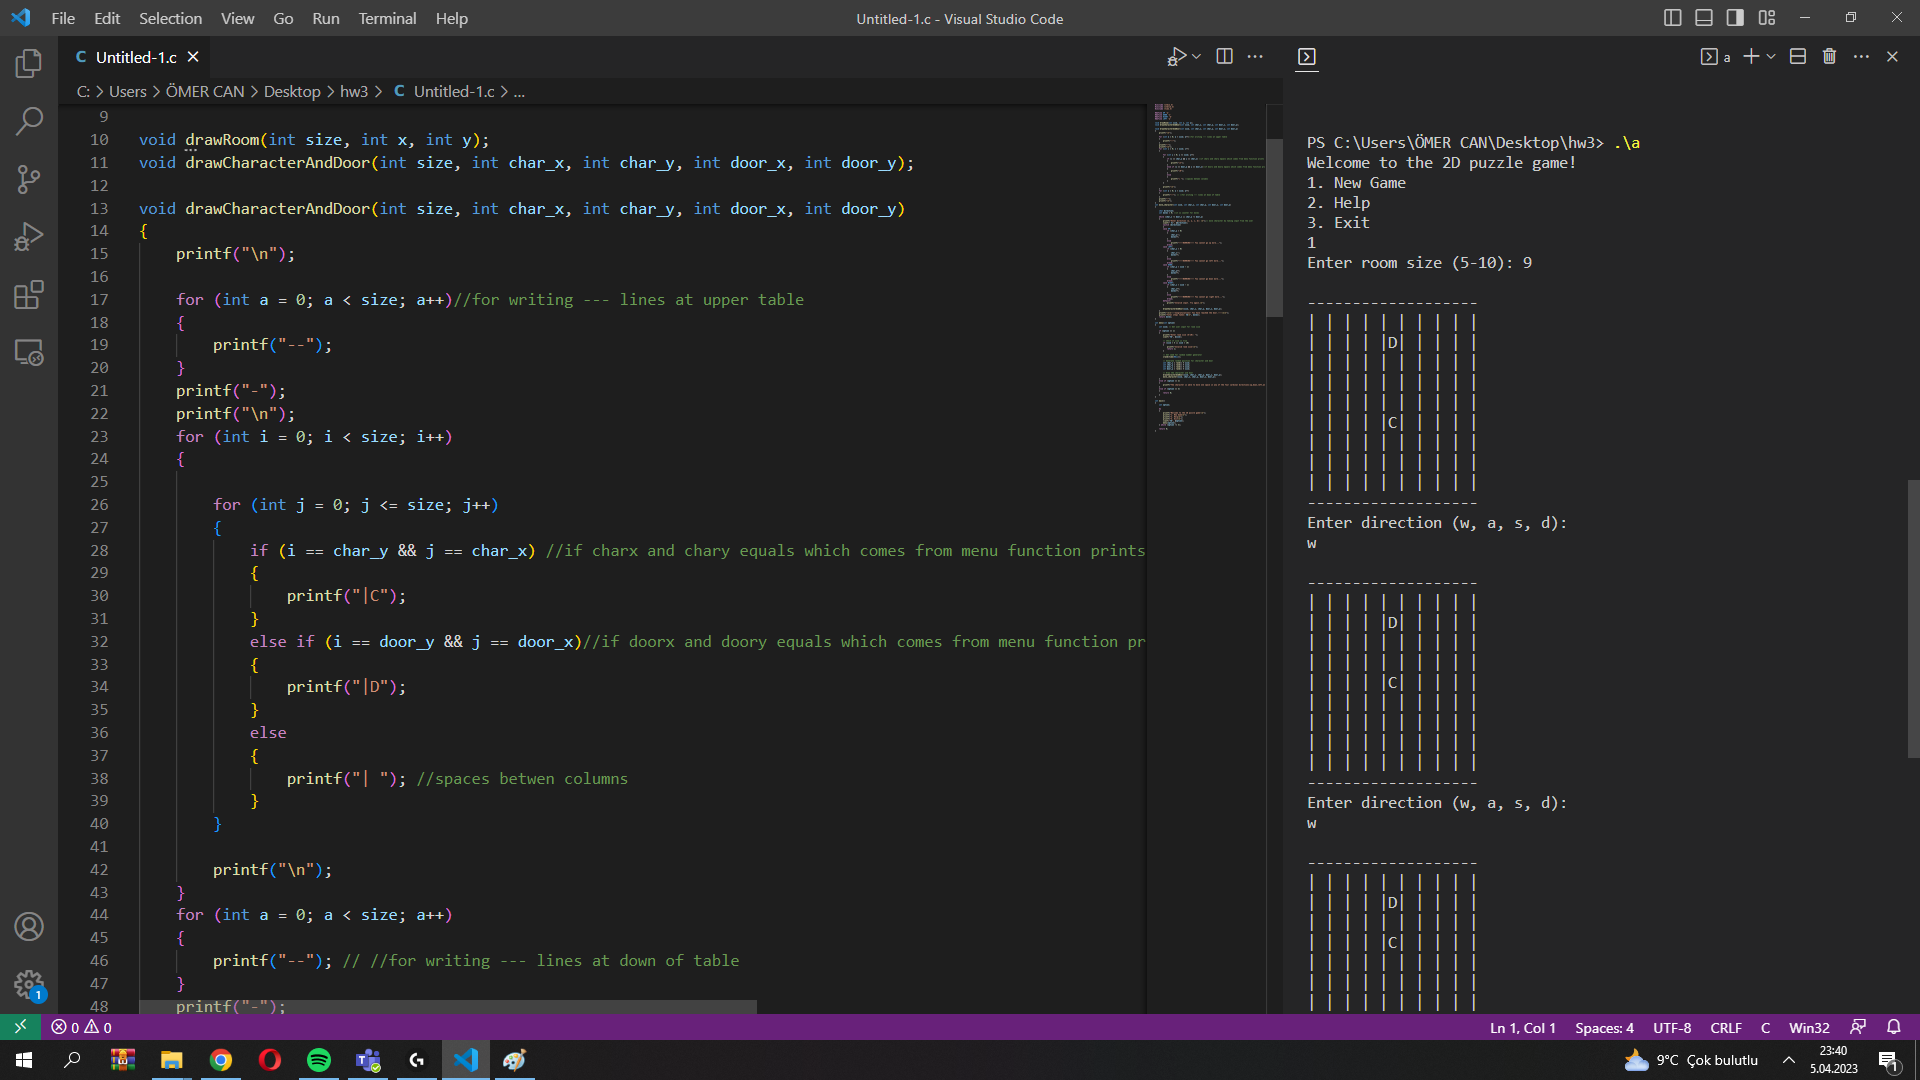 File Edit Selection View Go Run Terminal Help
Untitled-1.c - Visual Studio Code
C Untitled-1.c
a
C: > Users > ÖMER CAN > Desktop > hw3 > C Untitled-1.c > ...
9
10 void drawRoom(int size, int x, int y);
11 void drawCharacterAndDoor(int size, int char_x, int char_y, int door_x, int door_y);
12
13 void drawCharacterAndDoor(int size, int char_x, int char_y, int door_x, int door_y)
14 {
15 printf("\n");
16
17 for (int a = 0; a < size; a++)//for writing --- lines at upper table
18 {
19 printf("--");
20 }
21 printf("-");
22 printf("\n");
23 for (int i = 0; i < size; i++)
24 {
25
26 for (int j = 0; j <= size; j++)
27 {
28 if (i == char_y && j == char_x) //if charx and chary equals which comes from menu function prints
29 {
30 printf("|C");
31 }
32 else if (i == door_y && j == door_x)//if doorx and doory equals which comes from menu function pr
33 {
34 printf("|D");
35 }
36 else
37 {
38 printf("| "); //spaces betwen columns
39 }
40 }
41
42 printf("\n");
43 }
44 for (int a = 0; a < size; a++)
45 {
46 printf("--"); // //for writing --- lines at down of table
47 }
48 printf("-");
PS C:\Users\ÖMER CAN\Desktop\hw3> .\a
Welcome to the 2D puzzle game!
1. New Game
2. Help
3. Exit
1
Enter room size (5-10): 9
-------------------
| | | | | | | | | |
| | | | |D| | | | |
| | | | | | | | | |
| | | | | | | | | |
| | | | | | | | | |
| | | | |C| | | | |
| | | | | | | | | |
| | | | | | | | | |
| | | | | | | | | |
-------------------
Enter direction (w, a, s, d):
w
-------------------
| | | | | | | | | |
| | | | |D| | | | |
| | | | | | | | | |
| | | | | | | | | |
| | | | |C| | | | |
| | | | | | | | | |
| | | | | | | | | |
| | | | | | | | | |
| | | | | | | | | |
-------------------
Enter direction (w, a, s, d):
w
-------------------
| | | | | | | | | |
| | | | |D| | | | |
| | | | | | | | | |
| | | | |C| | | | |
| | | | | | | | | |
| | | | | | | | | |
| | | | | | | | | |
1
0 0
Ln 1, Col 1 Spaces: 4 UTF-8 CRLF C Win32
9°C Çok bulutlu
23:40
5.04.2023
1